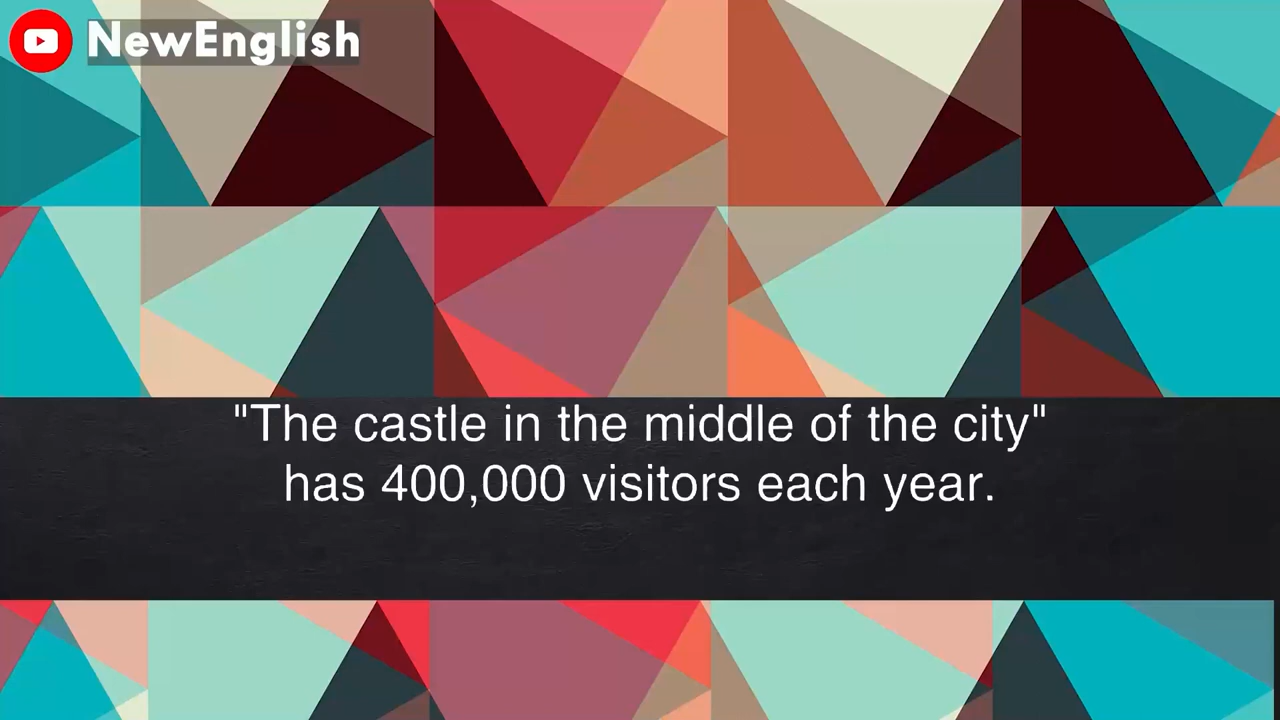 NewEnglish
"The castle in the middle of the city"
has 400,000 visitors each year.